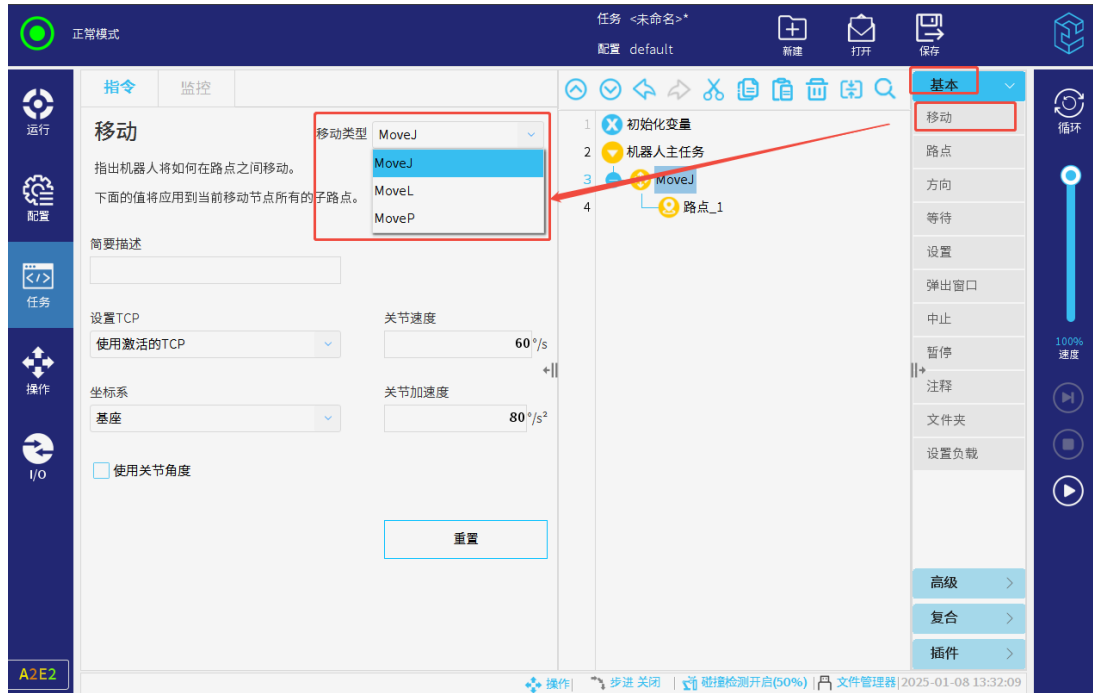 正常模式
任务 <未命名>*
配置 default
新建
打开
保存
运行
配置
任务
操作
I/O
A2E2
指令
监控
移动
移动类型 MoveJ
MoveJ
MoveL
MoveP
指出机器人将如何在路点之间移动。
下面的值将应用到当前移动节点所有的子路点。
简要描述
设置TCP
使用激活的TCP
关节速度
60 °/s
坐标系
基座
关节加速度
80 °/s²
使用关节角度
重置
1 初始化变量
2 机器人主任务
3 MoveJ
4 路点_1
基本
移动
路点
方向
等待
设置
弹出窗口
中止
暂停
注释
文件夹
设置负载
高级
复合
插件
循环
100%
速度
操作 | 步进 关闭 | 碰撞检测开启(50%) | 文件管理器 | 2025-01-08 13:32:09